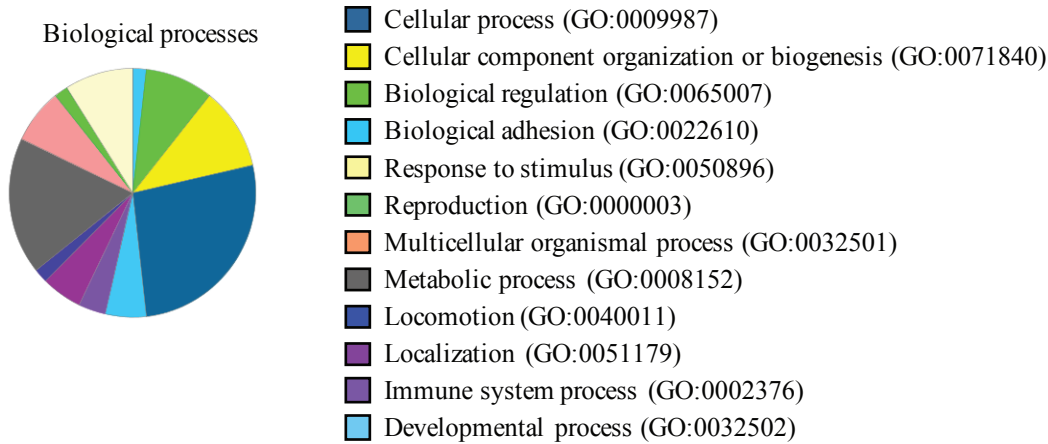 Biological processes
Cellular process (GO:0009987)
Cellular component organization or biogenesis (GO:0071840)
Biological regulation (GO:0065007)
Biological adhesion (GO:0022610)
Response to stimulus (GO:0050896)
Reproduction (GO:0000003)
Multicellular organismal process (GO:0032501)
Metabolic process (GO:0008152)
Locomotion (GO:0040011)
Localization (GO:0051179)
Immune system process (GO:0002376)
Developmental process (GO:0032502)